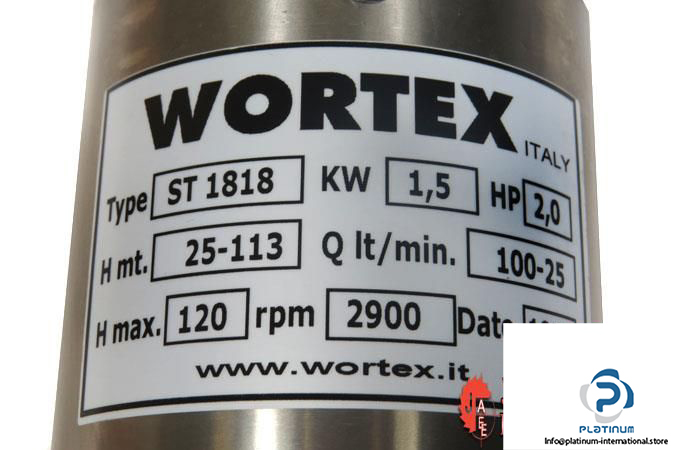 WORTEX
ITALY
Type ST 1818 KW 1,5 HP 2,0
H mt. 25-113 Q lt/min. 100-25
H max. 120 rpm 2900 Date
www.wortex.it
JAEE
PLATINUM
Info@platinum-international.store